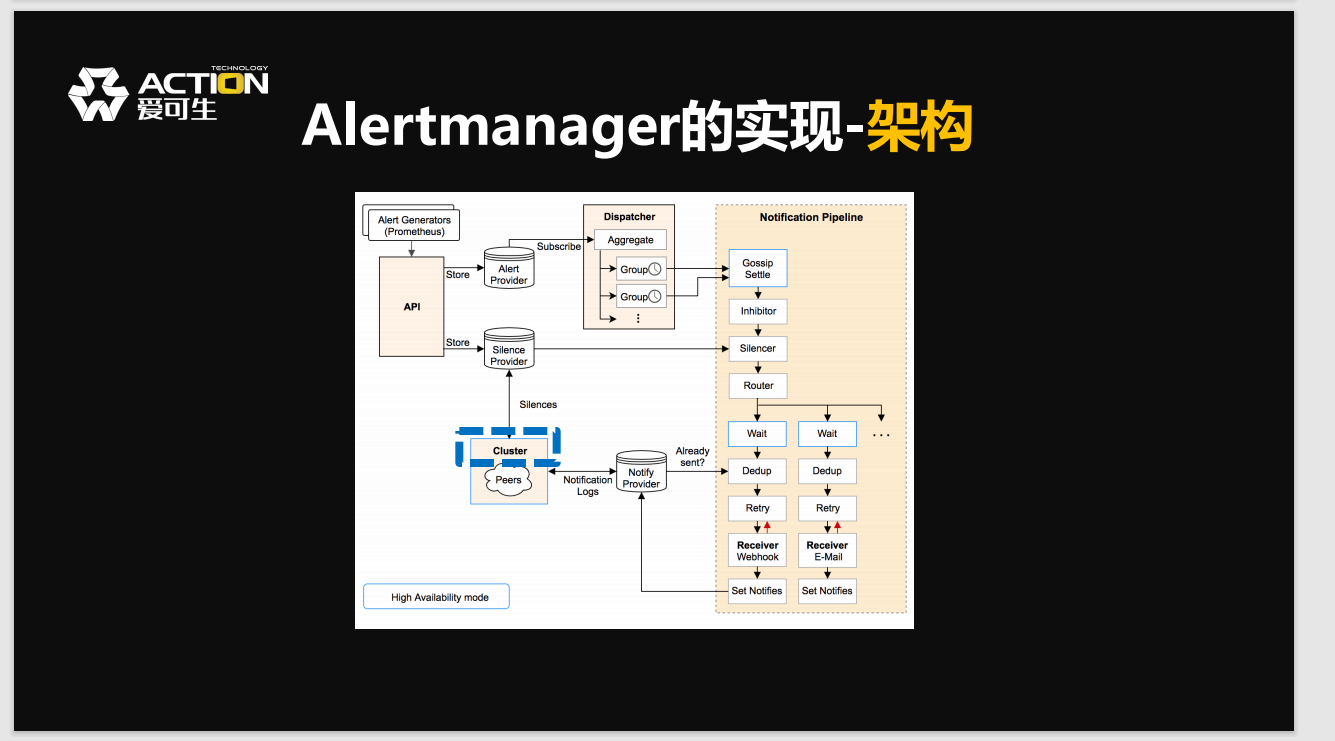 TECHNOLOGY
ACTION
爱可生
Alertmanager的实现-架构
Alert Generators
(Prometheus)
API
Store
Alert
Provider
Subscribe
Dispatcher
Aggregate
Group
Group
Store
Silence
Provider
Silences
Cluster
Peers
Notification
Logs
Notify
Provider
Already
sent?
High Availability mode
Notification Pipeline
Gossip
Settle
Inhibitor
Silencer
Router
Wait
Wait
...
Dedup
Dedup
Retry
Retry
Receiver
Webhook
Receiver
E-Mail
Set Notifies
Set Notifies